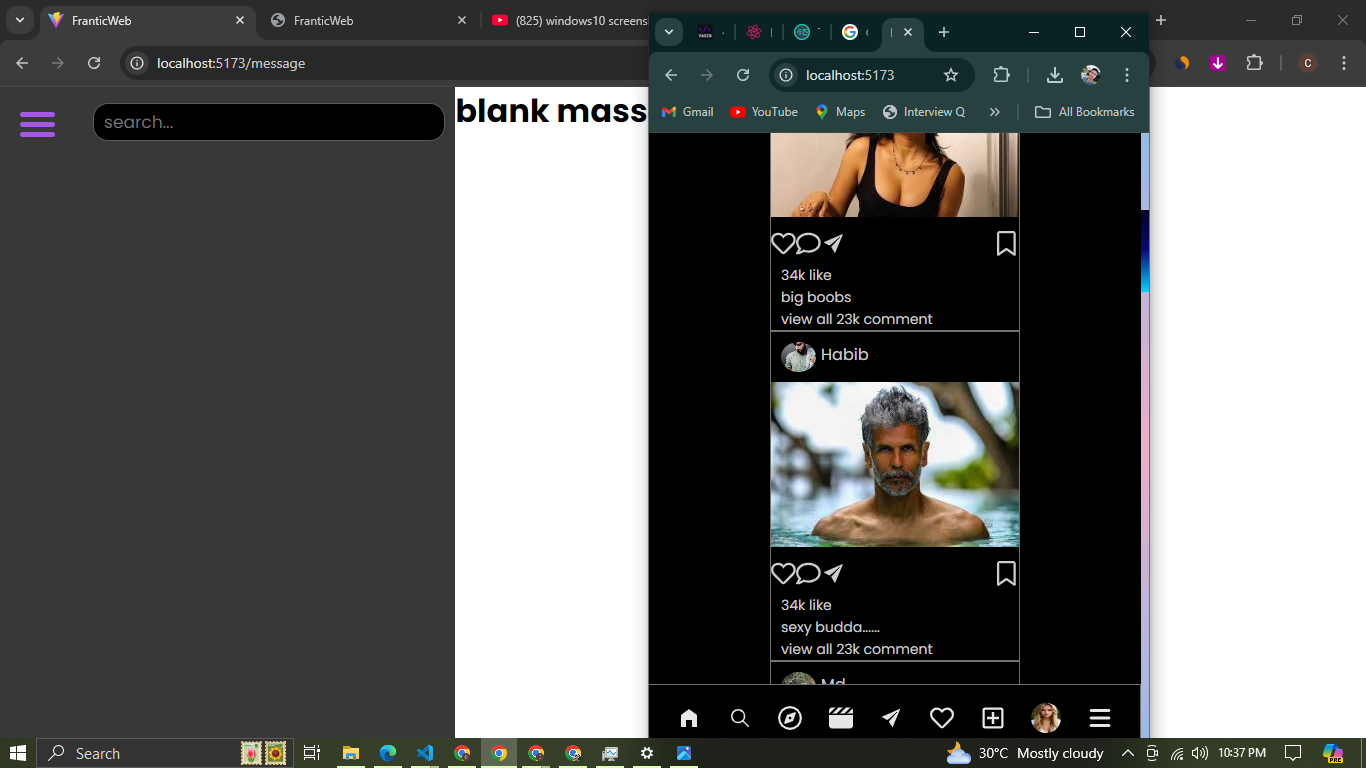 FranticWeb
FranticWeb
(825) windows10 screens
localhost:5173/message
search...
blank mass
localhost:5173
Gmail
YouTube
Maps
Interview Q
All Bookmarks
34k like
big boobs
view all 23k comment
Habib
34k like
sexy budda......
view all 23k comment
Md
Search
30°C Mostly cloudy
10:37 PM
PRE